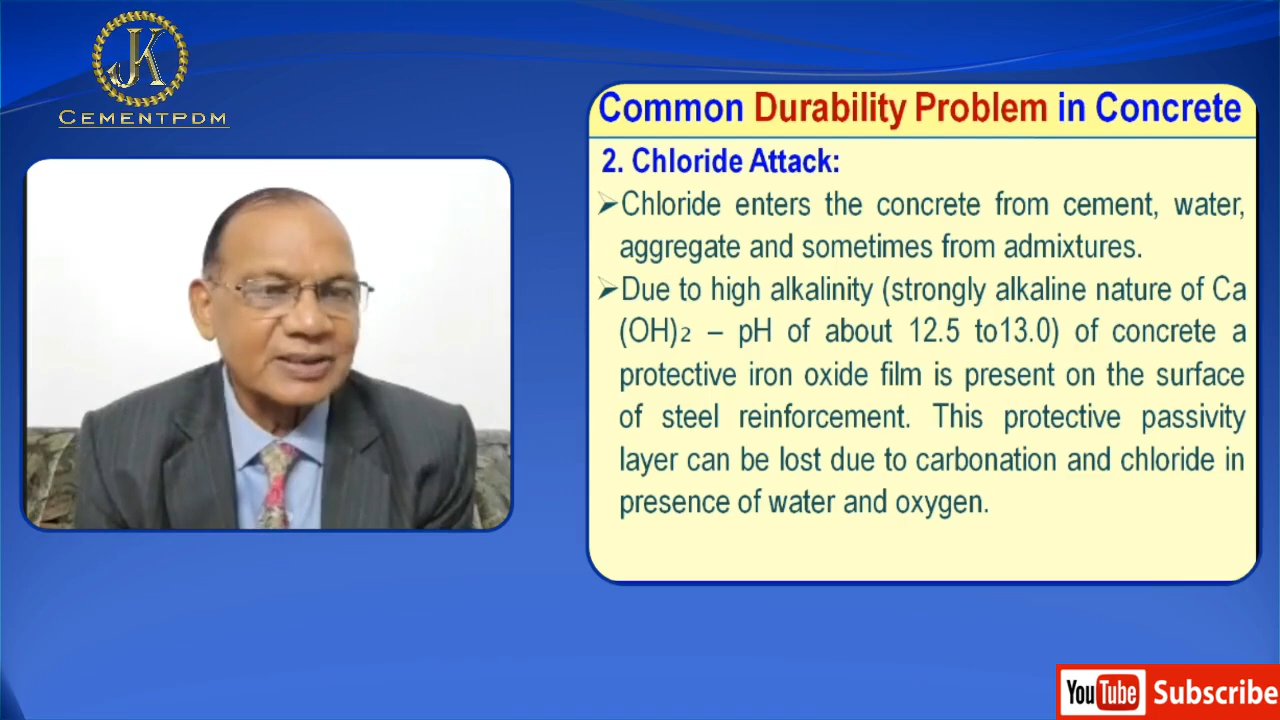 JK
CEMENTPDM
Common Durability Problem in Concrete
2. Chloride Attack:
➢Chloride enters the concrete from cement, water,
aggregate and sometimes from admixtures.
➢Due to high alkalinity (strongly alkaline nature of Ca
(OH)₂ – pH of about 12.5 to13.0) of concrete a
protective iron oxide film is present on the surface
of steel reinforcement. This protective passivity
layer can be lost due to carbonation and chloride in
presence of water and oxygen.
YouTube Subscribe